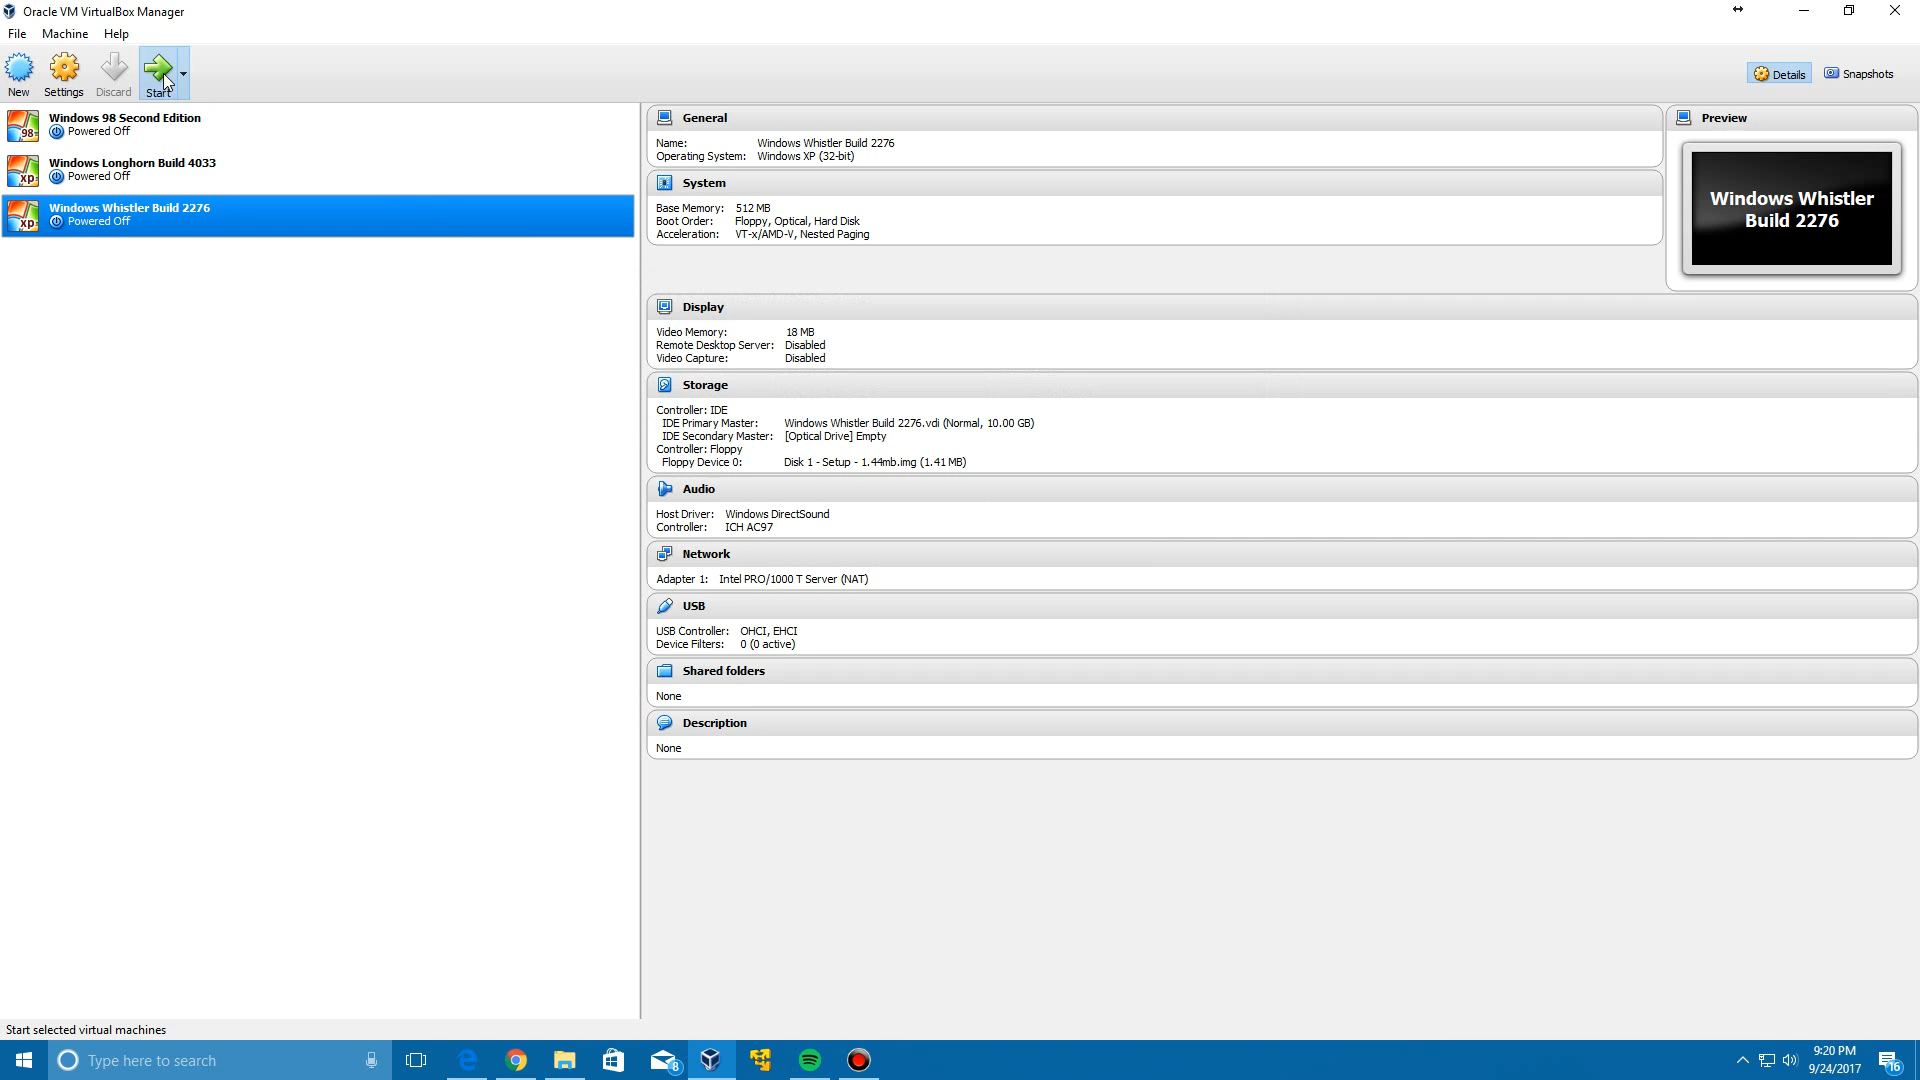 Oracle VM VirtualBox Manager
File Machine Help
New Settings Discard Start
Details Snapshots
Windows 98 Second Edition
Powered Off
Windows Longhorn Build 4033
Powered Off
Windows Whistler Build 2276
Powered Off
98
xp
xp
General
Name: Windows Whistler Build 2276
Operating System: Windows XP (32-bit)
System
Base Memory: 512 MB
Boot Order: Floppy, Optical, Hard Disk
Acceleration: VT-x/AMD-V, Nested Paging
Preview
Windows Whistler
Build 2276
Display
Video Memory: 18 MB
Remote Desktop Server: Disabled
Video Capture: Disabled
Storage
Controller: IDE
IDE Primary Master: Windows Whistler Build 2276.vdi (Normal, 10.00 GB)
IDE Secondary Master: [Optical Drive] Empty
Controller: Floppy
Floppy Device 0: Disk 1 - Setup - 1.44mb.img (1.41 MB)
Audio
Host Driver: Windows DirectSound
Controller: ICH AC97
Network
Adapter 1: Intel PRO/1000 T Server (NAT)
USB
USB Controller: OHCI, EHCI
Device Filters: 0 (0 active)
Shared folders
None
Description
None
Start selected virtual machines
Type here to search
8
9:20 PM
9/24/2017
16